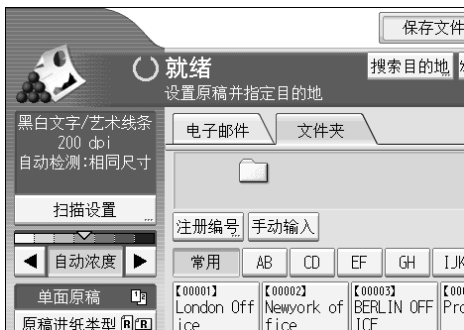 保存文件
就绪
搜索目的地
设置原稿并指定目的地
黑白文字/艺术线条
200 dpi
自动检测:相同尺寸
电子邮件
文件夹
扫描设置
注册编号
手动输入
自动浓度
常用 AB CD EF GH IJK
单面原稿
原稿进纸类型
【00001】 【00002】 【00003】
London Off Newyork of BERLIN OFF
ice fice ICE